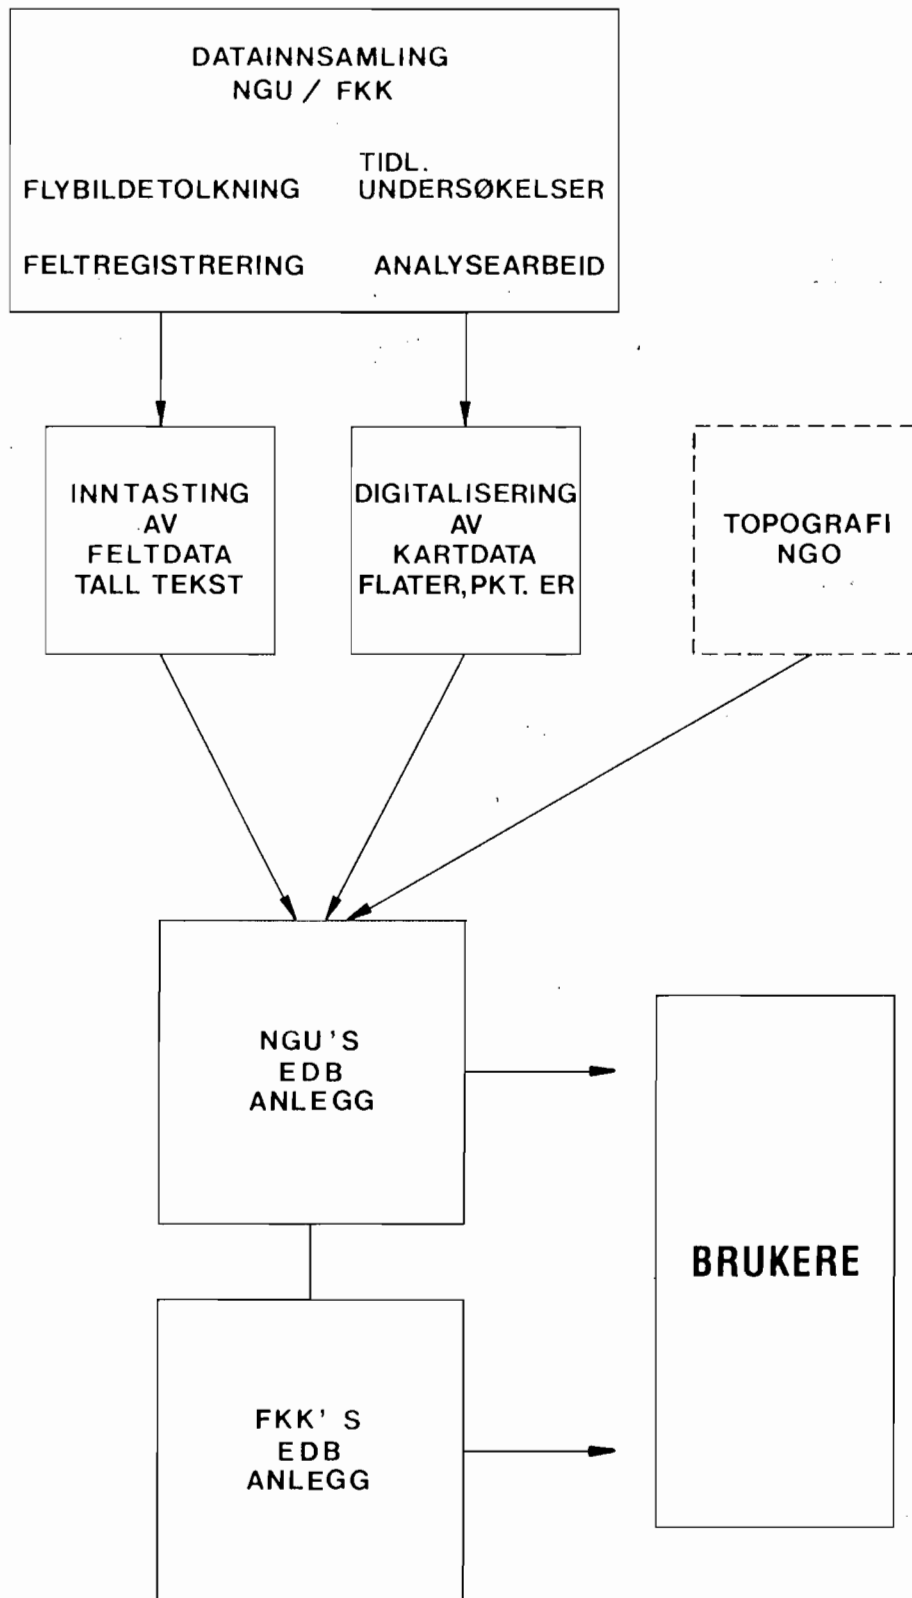 DATAINNSAMLING
NGU / FKK
FLYBILDETOLKNING
TIDL.
UNDERSØKELSER
FELTREGISTRERING
ANALYSEARBEID
INNTASTING
AV
FELTDATA
TALL TEKST
DIGITALISERING
AV
KARTDATA
FLATER, PKT. ER
TOPOGRAFI
NGO
NGU'S
EDB
ANLEGG
BRUKERE
FKK' S
EDB
ANLEGG